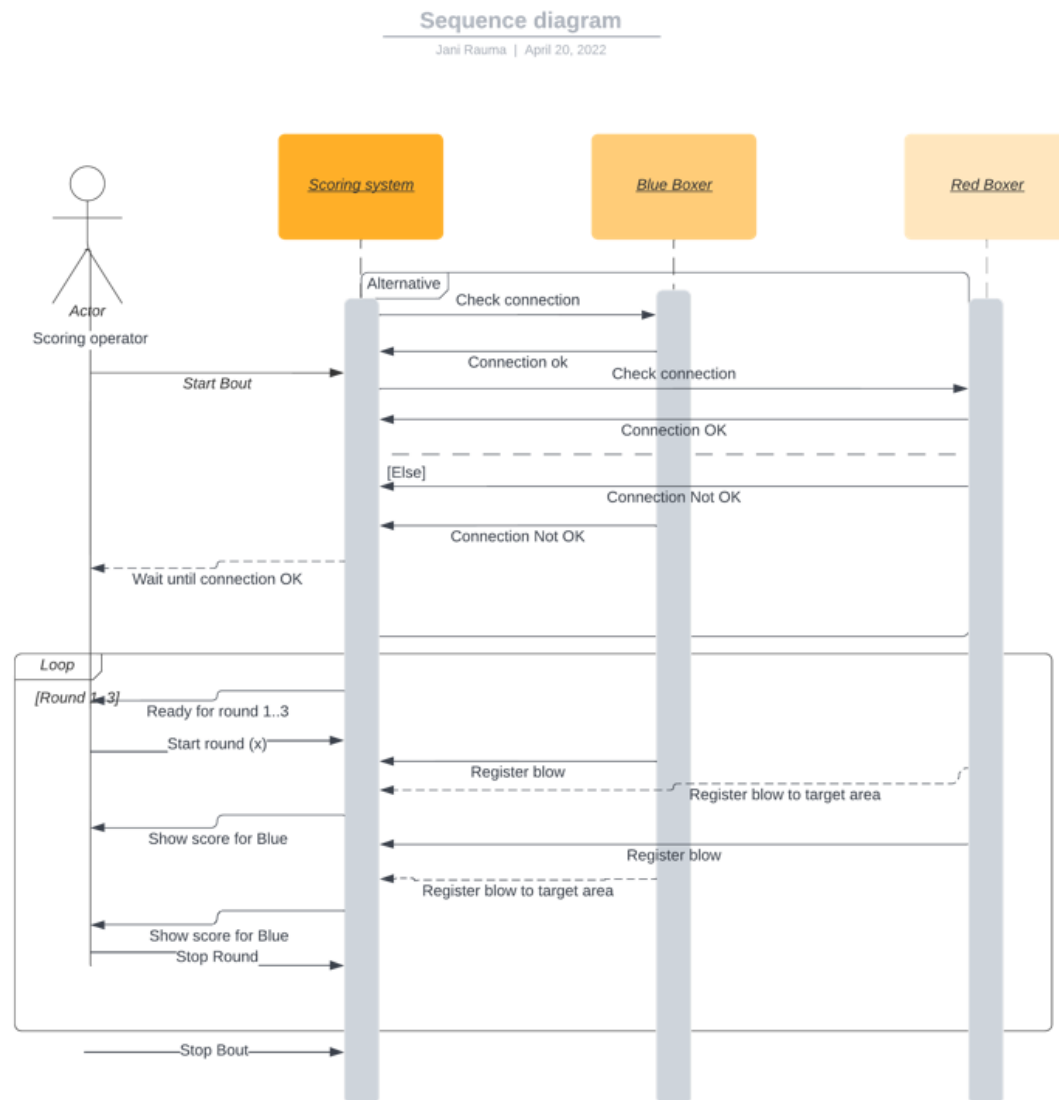 Sequence diagram
Jani Rauma | April 20, 2022
Scoring system
Blue Boxer
Red Boxer
Alternative
Check connection
Actor
Scoring operator
Connection ok
Check connection
Start Bout
Connection OK
[Else]
Connection Not OK
Connection Not OK
Wait until connection OK
Loop
[Round 1..3]
Ready for round 1..3
Start round (x)
Register blow
Register blow to target area
Show score for Blue
Register blow
Register blow to target area
Show score for Blue
Stop Round
Stop Bout